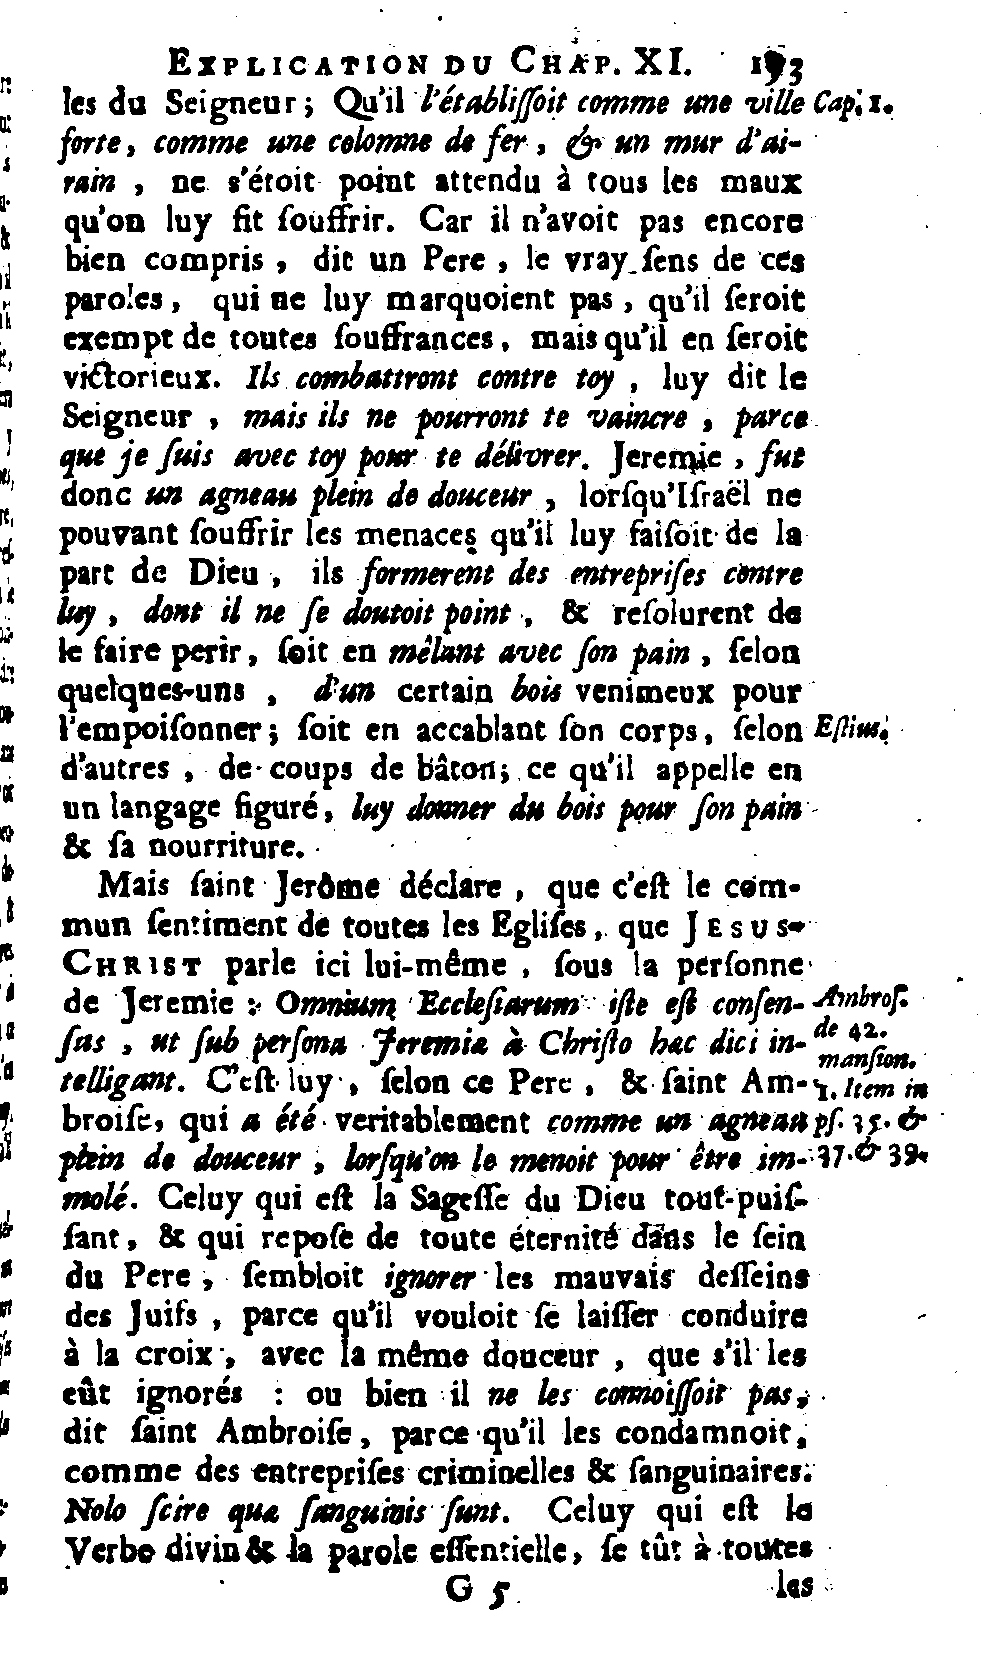 EXPLICATION DU CHAP. XI. 153
les du Seigneur; Qu'il l'établiſſoit comme une ville Cap. 1.
forte, comme une colomne de fer, & un mur d'ai-
rain, ne s'étoit point attendu à tous les maux
qu'on luy fit ſouffrir. Car il n'avoit pas encore
bien compris, dit un Pere, le vray ſens de ces
paroles, qui ne luy marquoient pas, qu'il ſeroit
exempt de toutes ſouffrances, mais qu'il en ſeroit
victorieux. Ils combattront contre toy, luy dit le
Seigneur, mais ils ne pourront te vaincre, parce
que je ſuis avec toy pour te délivrer. Jeremie, fut
donc un agneau plein de douceur, lorſqu'Iſraël ne
pouvant ſouffrir les menaces qu'il luy faiſoit de la
part de Dieu, ils formerent des entrepriſes contre
luy, dont il ne ſe doutoit point, & reſolurent de
le faire perir, ſoit en mêlant avec ſon pain, ſelon
quelques-uns, d'un certain bois venimeux pour
l'empoiſonner; ſoit en accablant ſon corps, ſelon Eſtius.
d'autres, de coups de bâton; ce qu'il appelle en
un langage figuré, luy donner du bois pour ſon pain
& ſa nourriture.
Mais ſaint Jerôme déclare, que c'eſt le com-
mun ſentiment de toutes les Egliſes, que JESUS-
CHRIST parle ici lui-même, ſous la perſonne
de Jeremie: Omnium Eccleſiarum iſte eſt conſen- Ambroſ.
ſus, ut ſub perſona Jeremiæ à Chriſto hæc dici in- de 42.
manſion.
telligant. C'eſt luy, ſelon ce Pere, & ſaint Am- 1. Item in
broiſe, qui a été veritablement comme un agneau pſ. 35. &
plein de douceur, lorſqu'on le menoit pour être im- 37. & 39.
molé. Celuy qui eſt la Sageſſe du Dieu tout-puiſ-
ſant, & qui repoſe de toute éternité dans le ſein
du Pere, ſembloit ignorer les mauvais deſſeins
des Juifs, parce qu'il vouloit ſe laiſſer conduire
à la croix, avec la même douceur, que s'il les
eût ignorés : ou bien il ne les connoiſſoit pas,
dit ſaint Ambroiſe, parce qu'il les condamnoit,
comme des entrepriſes criminelles & ſanguinaires.
Nolo ſcire quæ ſanguinis ſunt. Celuy qui eſt le
Verbe divin & la parole eſſentielle, ſe tût à toutes
G 5 les